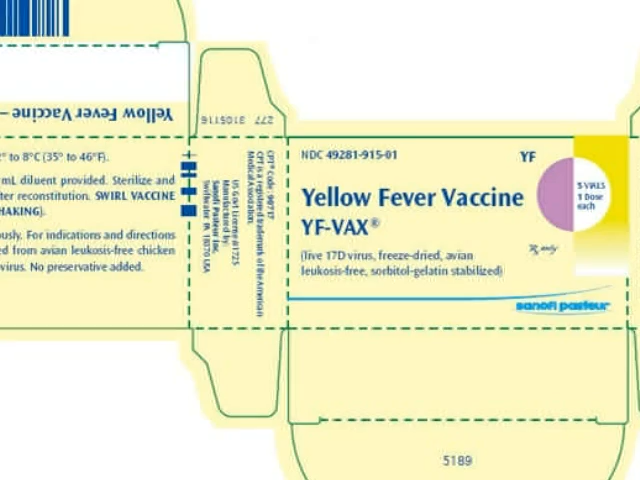 Yellow Fever Vaccine –
2° to 8°C (35° to 46°F).
mL diluent provided. Sterilize and
ter reconstitution. SWIRL VACCINE
HAKING).
ously. For indications and directions
ed from avian leukosis-free chicken
virus. No preservative added.
277 3105116
CPT® Code: 90717
CPT is a registered trademark of the American
Medical Association.
US Govt License #1725
Manufactured by:
Sanofi Pasteur Inc.
Swiftwater PA 18370 USA
NDC 49281-915-01
YF
5 VIALS
1 Dose
each
Yellow Fever Vaccine
YF-VAX®
(live 17D virus, freeze-dried, avian
leukosis-free, sorbitol-gelatin stabilized)
Rx only
sanofi pasteur
5189